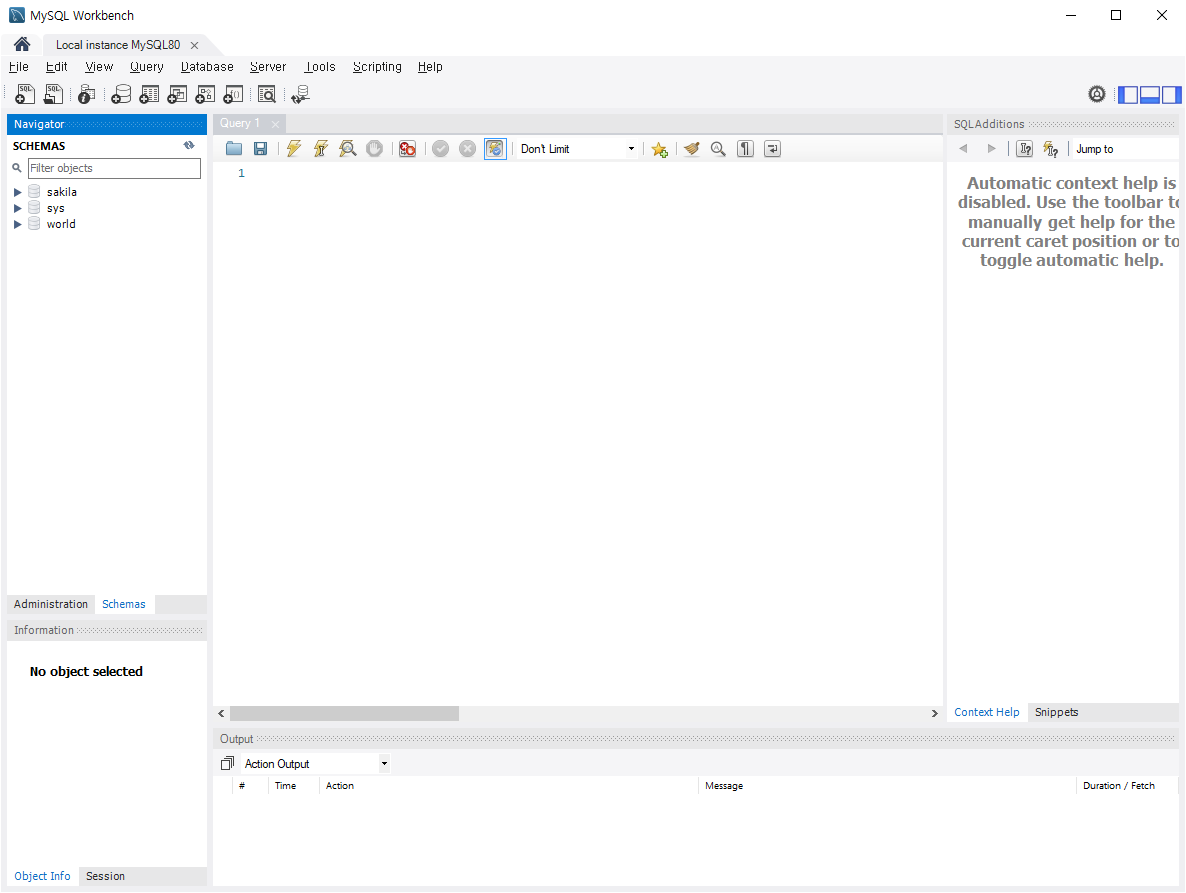 MySQL Workbench
Local instance MySQL80
File Edit View Query Database Server Tools Scripting Help
SQL SQL
Navigator
SCHEMAS
Filter objects
sakila
sys
world
Administration Schemas
Information
No object selected
Object Info Session
Query 1
Don't Limit
1
Output
Action Output
# Time Action Message Duration / Fetch
SQLAdditions
Jump to
Automatic context help is
disabled. Use the toolbar to
manually get help for the
current caret position or to
toggle automatic help.
Context Help Snippets